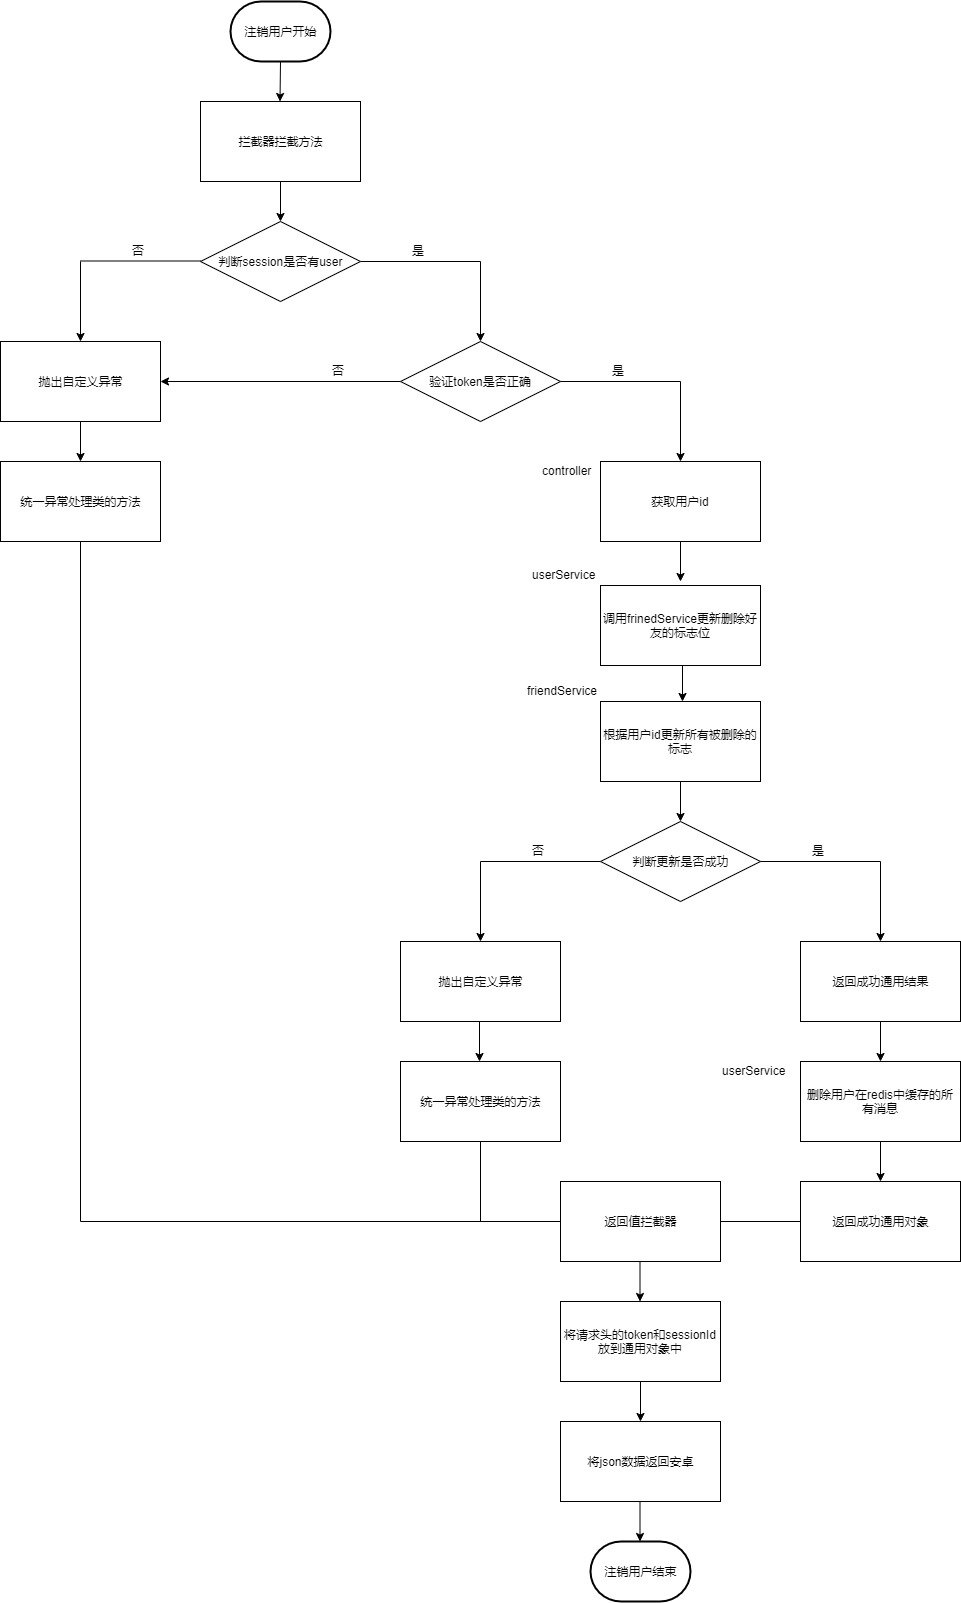 注销用户开始
拦截器拦截方法
判断session是否有user
否
是
抛出自定义异常
否
验证token是否正确
是
统一异常处理类的方法
controller
获取用户id
userService
调用frinedService更新删除好
友的标志位
friendService
根据用户id更新所有被删除的
标志
否
判断更新是否成功
是
抛出自定义异常
返回成功通用结果
统一异常处理类的方法
userService
删除用户在redis中缓存的所
有消息
返回值拦截器
返回成功通用对象
将请求头的token和sessionId
放到通用对象中
将json数据返回安卓
注销用户结束